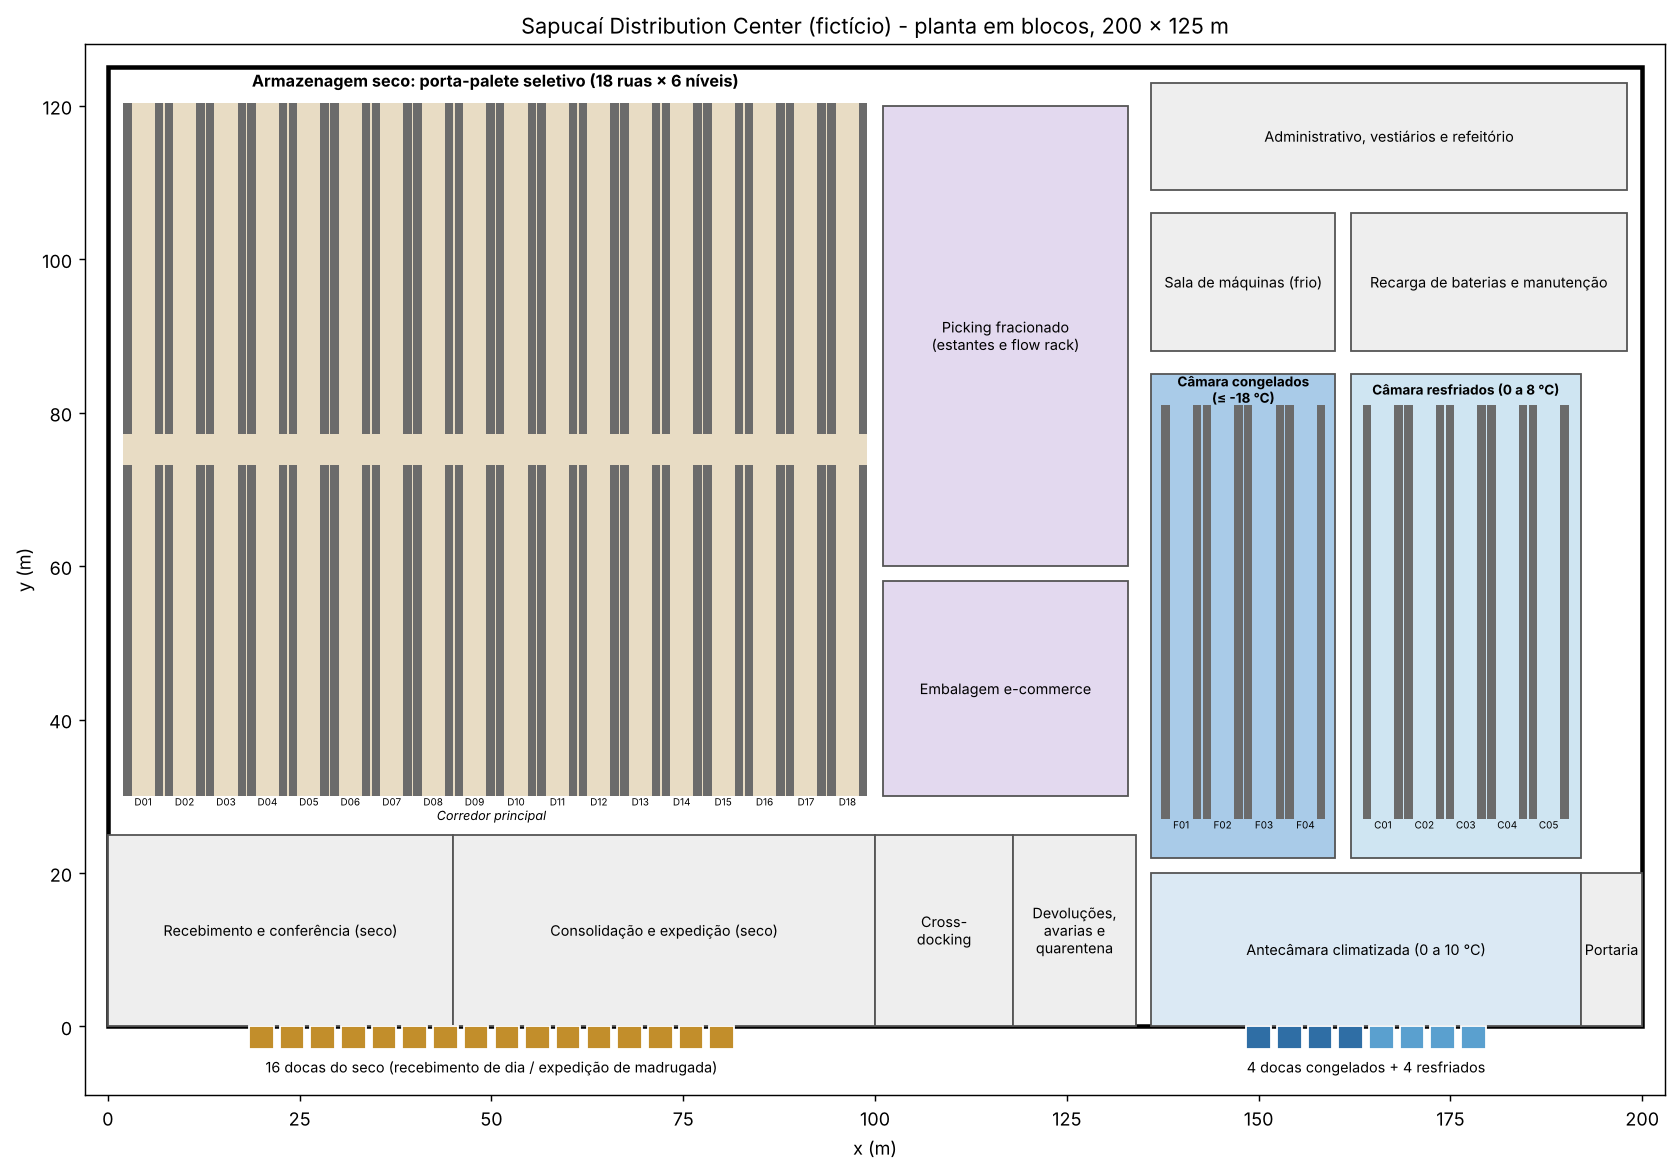 Sapucaí Distribution Center (fictício) - planta em blocos, 200 × 125 m
Armazenagem seco: porta-palete seletivo (18 ruas × 6 níveis)
Administrativo, vestiários e refeitório
Sala de máquinas (frio)
Recarga de baterias e manutenção
Picking fracionado
(estantes e flow rack)
Câmara congelados
(≤ -18 °C)
Câmara resfriados (0 a 8 °C)
Embalagem e-commerce
D01 D02 D03 D04 D05 D06 D07 D08 D09 D10 D11 D12 D13 D14 D15 D16 D17 D18
Corredor principal
F01 F02 F03 F04
C01 C02 C03 C04 C05
Recebimento e conferência (seco)
Consolidação e expedição (seco)
Cross-
docking
Devoluções,
avarias e
quarentena
Antecâmara climatizada (0 a 10 °C)
Portaria
16 docas do seco (recebimento de dia / expedição de madrugada)
4 docas congelados + 4 resfriados
120
100
80
60
40
20
0
y (m)
0 25 50 75 100 125 150 175 200
x (m)